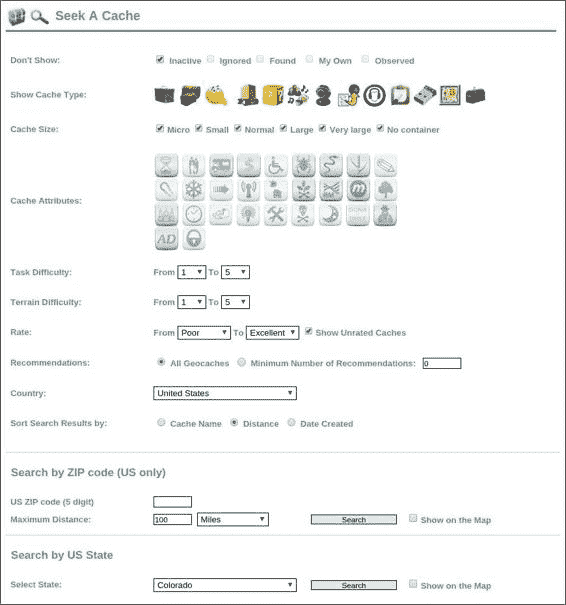 Seek A Cache
Don't Show: Inactive Ignored Found My Own Observed
Show Cache Type:
Cache Size: Micro Small Normal Large Very large No container
Cache Attributes:
AD
Task Difficulty: From 1 To 5
Terrain Difficulty: From 1 To 5
Rate: From Poor To Excellent Show Unrated Caches
Recommendations: All Geocaches Minimum Number of Recommendations: 0
Country: United States
Sort Search Results by: Cache Name Distance Date Created
Search by ZIP code (US only)
US ZIP code (5 digit)
Maximum Distance: 100 Miles Search Show on the Map
Search by US State
Select State: Colorado Search Show on the Map